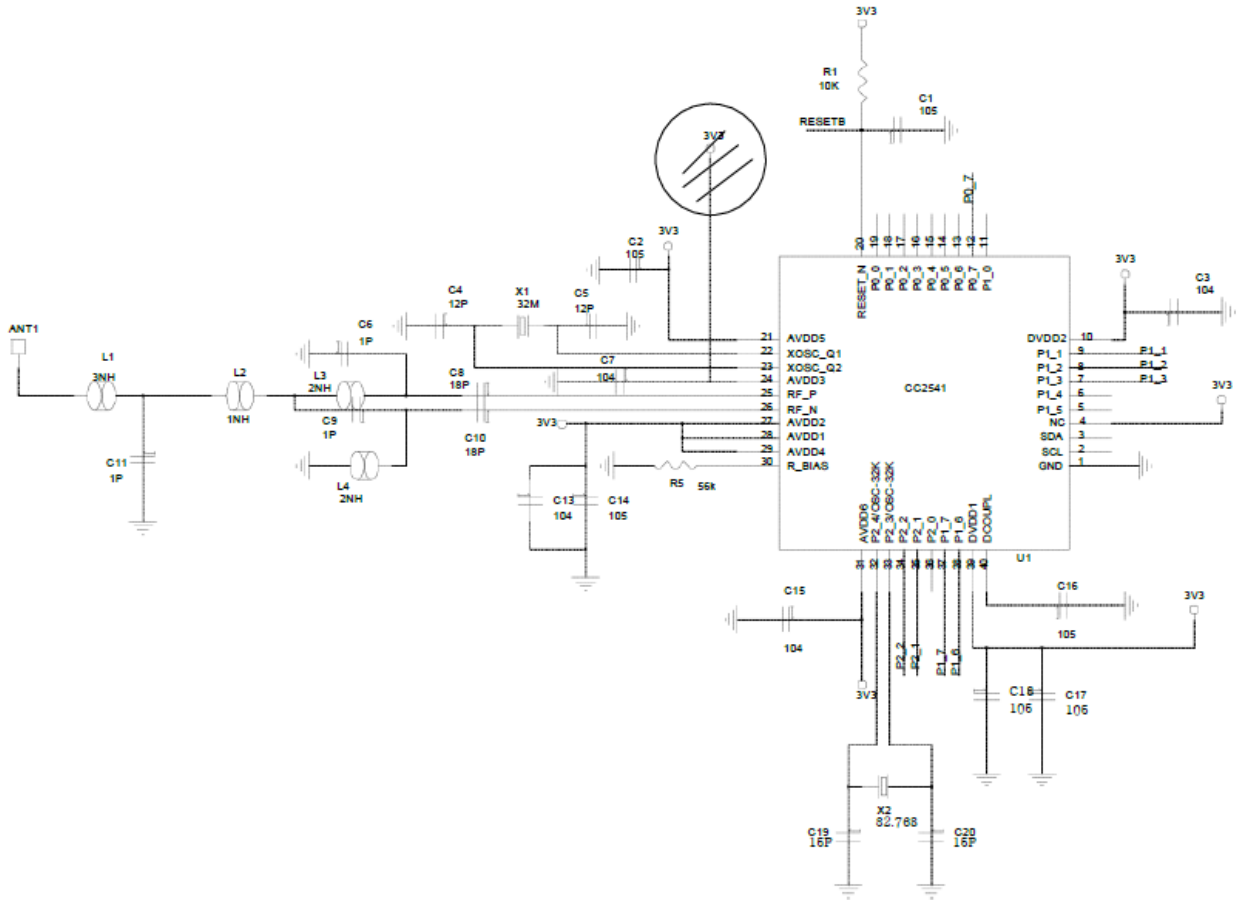 3V3
R1
10K
C1
105
RESETB
3V3
P0_7
20
19
18
17
16
15
14
13
12
11
RESET_N
P0_0
P0_1
P0_2
P0_3
P0_4
P0_5
P0_6
P0_7
P1_0
3V3
C2
105
3V3
C3
104
C4
12P
X1
32M
C5
12P
ANT1
C6
1P
L1
3NH
L2
1NH
L3
2NH
C8
18P
C7
104
C9
1P
C10
18P
C11
1P
L4
2NH
3V3
21 AVDD5
22 XOSC_Q1
23 XOSC_Q2
24 AVDD3
25 RF_P
26 RF_N
27 AVDD2
28 AVDD1
29 AVDD4
30 R_BIAS
CC2541
DVDD2 10
P1_1 9 P1_1
P1_2 8 P1_2
P1_3 7 P1_3
P1_4 6
P1_5 5
NC 4
SDA 3
SCL 2
GND 1
3V3
R5 56k
C13
104
C14
105
AVDD6
P2_4/OSC-32K
P2_3/OSC-32K
P2_2
P2_1
P2_0
P1_7
P1_6
DVDD1
DCOUPL
U1
31
32
33
34
35
36
37
38
39
40
C15
104
3V3
P2_2
P2_1
P1_7
P1_6
C16
105
3V3
C18
106
C17
106
X2
32.768
C19
16P
C20
16P